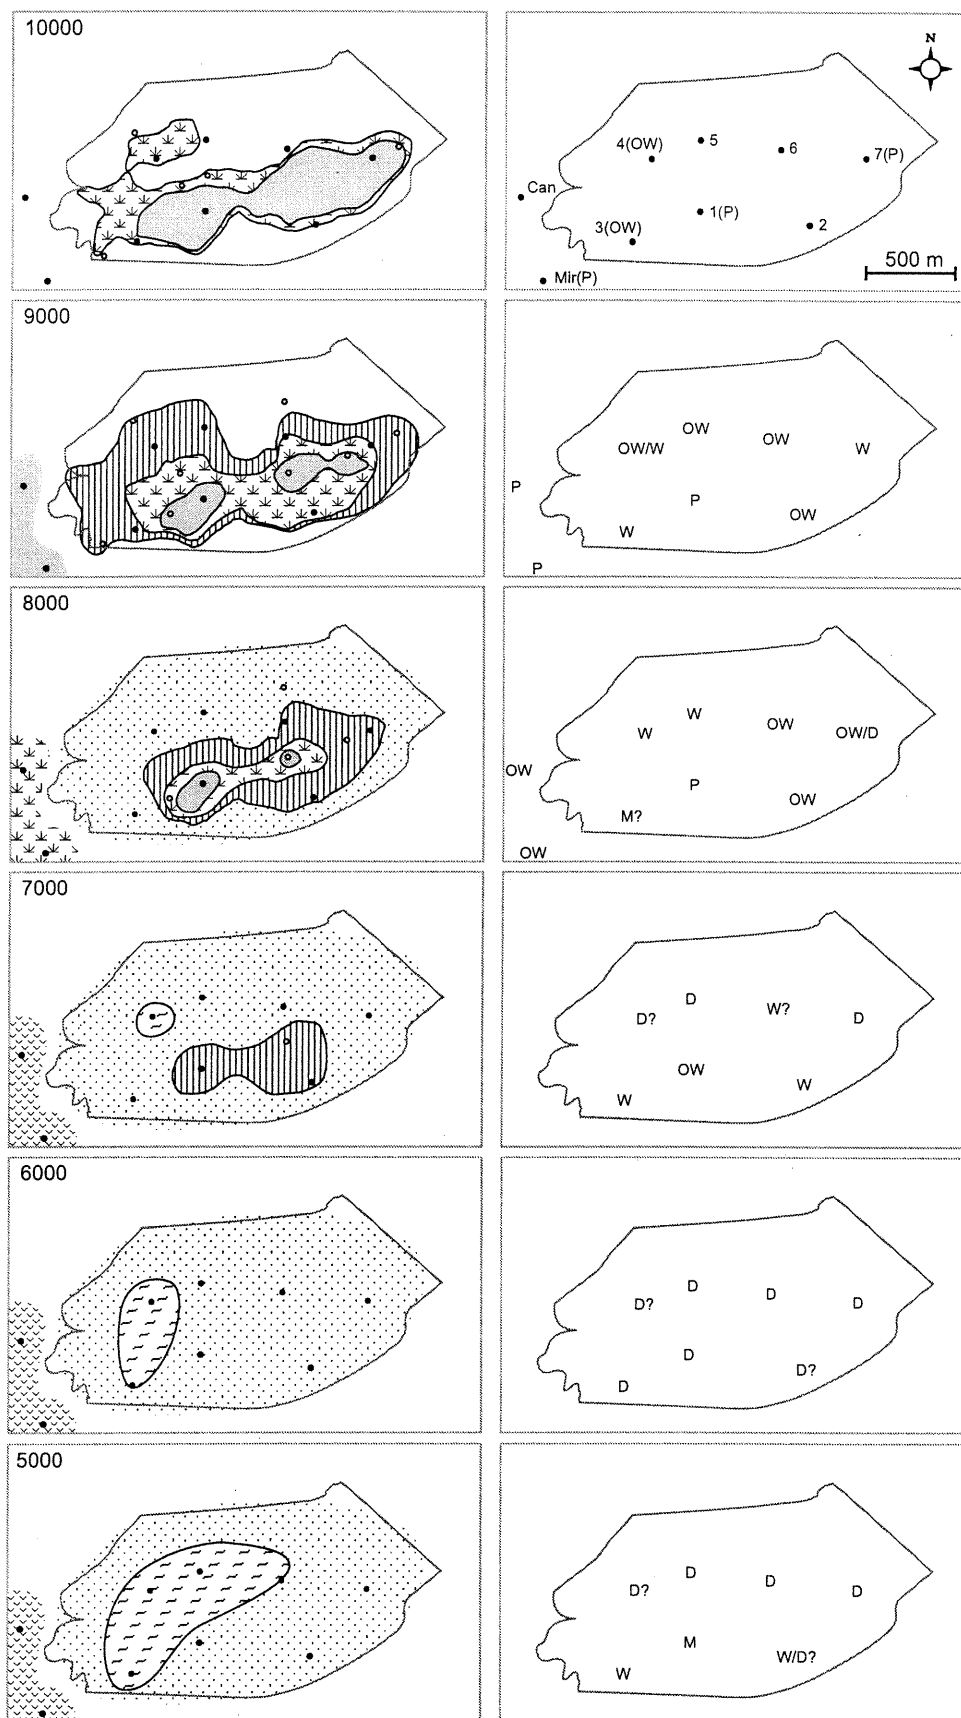 10000
N
4(OW)
5
6
7(P)
Can
1(P)
3(OW)
2
500 m
Mir(P)
9000
OW
OW/W
OW
W
P
P
OW
W
P
8000
W
W
OW
OW/D
OW
P
M?
OW
OW
7000
D
D?
W?
D
OW
W
W
6000
D
D?
D
D
D
D
D?
5000
D
D?
D
D
M
W
W/D?